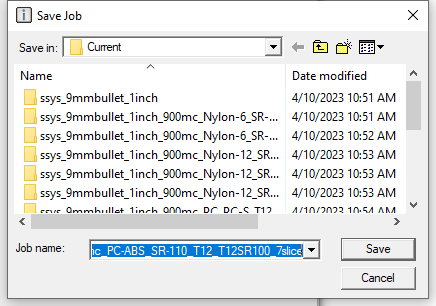 Save Job
Save in: Current
Name Date modified
ssys_9mmbullet_1inch 4/10/2023 10:51 AM
ssys_9mmbullet_1inch_900mc_Nylon-6_SR-... 4/10/2023 10:51 AM
ssys_9mmbullet_1inch_900mc_Nylon-6_SR-... 4/10/2023 10:52 AM
ssys_9mmbullet_1inch_900mc_Nylon-12_SR... 4/10/2023 10:53 AM
ssys_9mmbullet_1inch_900mc_Nylon-12_SR... 4/10/2023 10:53 AM
ssys_9mmbullet_1inch_900mc_Nylon-12_SR... 4/10/2023 10:53 AM
ssys_9mmbullet_1inch_900mc_PC_PC-S_T12... 4/10/2023 10:54 AM
Job name: nc_PC-ABS_SR-110_T12_T12SR100_7slice
Save
Cancel